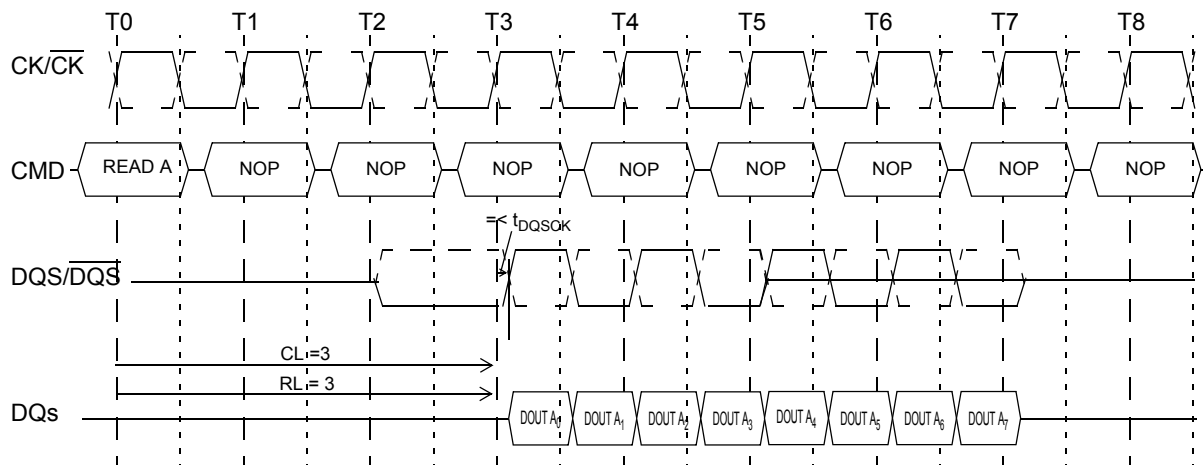 T0 T1 T2 T3 T4 T5 T6 T7 T8
CK/C̅K̅
CMD READ A NOP NOP NOP NOP NOP NOP NOP NOP
=< tDQSCK
DQS/D̅Q̅S̅
CL =3
RL = 3
DQs DOUT A0 DOUT A1 DOUT A2 DOUT A3 DOUT A4 DOUT A5 DOUT A6 DOUT A7